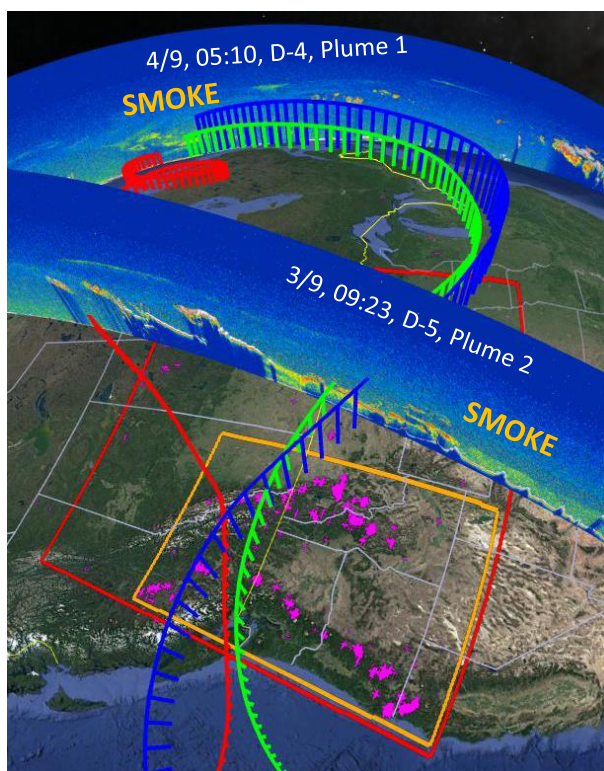 4/9, 05:10, D-4, Plume 1
SMOKE
3/9, 09:23, D-5, Plume 2
SMOKE